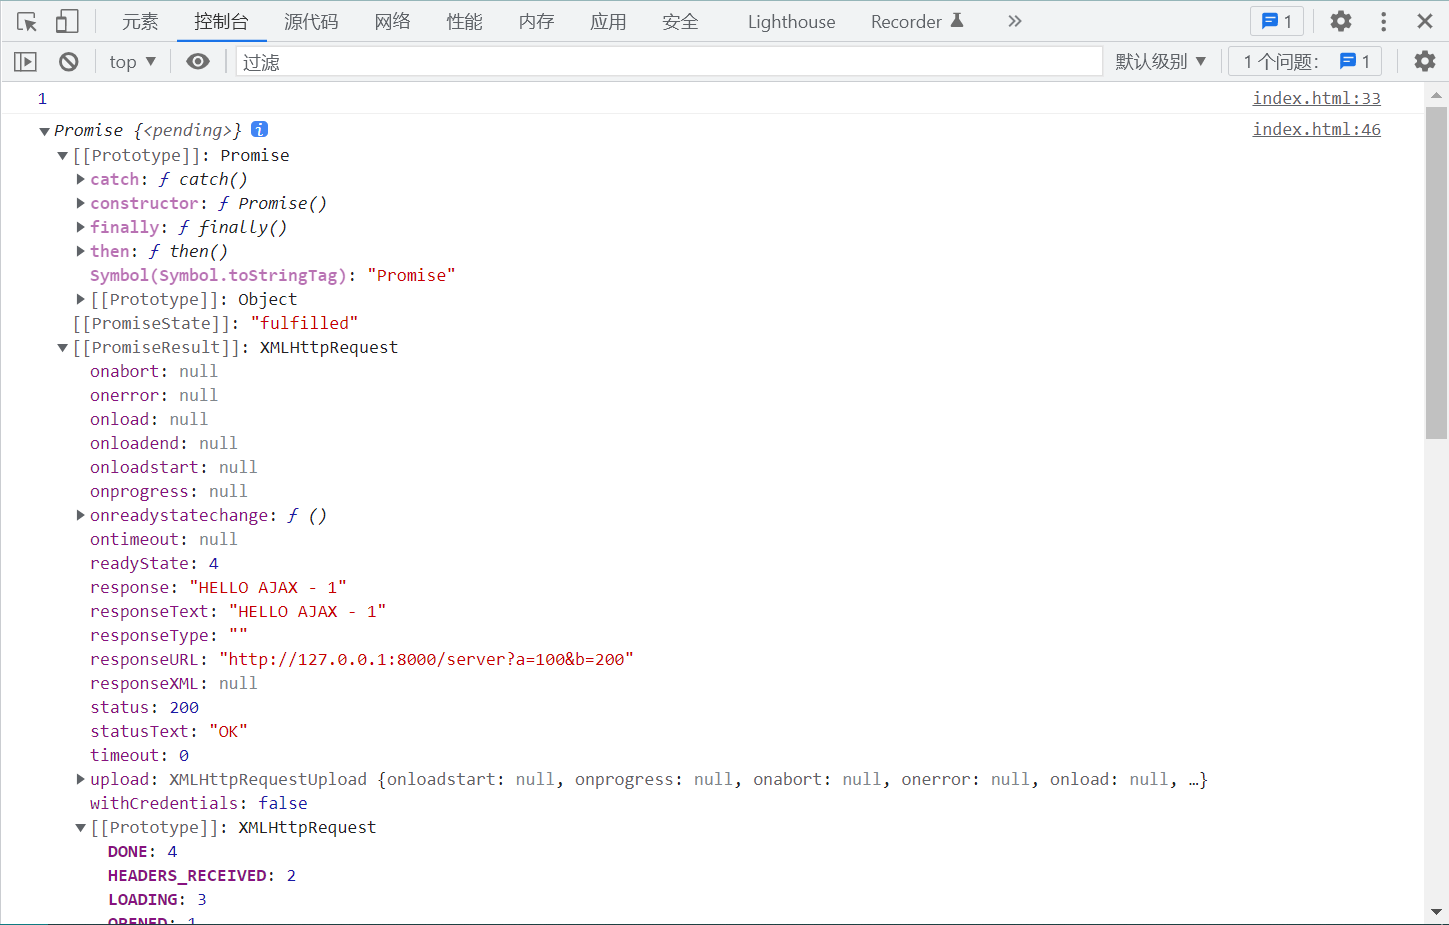 元素 控制台 源代码 网络 性能 内存 应用 安全 Lighthouse Recorder 1
top 过滤 默认级别 1 个问题: 1
1 index.html:33
Promise {<pending>} i index.html:46
[[Prototype]]: Promise
catch: ƒ catch()
constructor: ƒ Promise()
finally: ƒ finally()
then: ƒ then()
Symbol(Symbol.toStringTag): "Promise"
[[Prototype]]: Object
[[PromiseState]]: "fulfilled"
[[PromiseResult]]: XMLHttpRequest
onabort: null
onerror: null
onload: null
onloadend: null
onloadstart: null
onprogress: null
onreadystatechange: ƒ ()
ontimeout: null
readyState: 4
response: "HELLO AJAX - 1"
responseText: "HELLO AJAX - 1"
responseType: ""
responseURL: "http://127.0.0.1:8000/server?a=100&b=200"
responseXML: null
status: 200
statusText: "OK"
timeout: 0
upload: XMLHttpRequestUpload {onloadstart: null, onprogress: null, onabort: null, onerror: null, onload: null, …}
withCredentials: false
[[Prototype]]: XMLHttpRequest
DONE: 4
HEADERS_RECEIVED: 2
LOADING: 3
OPENED: 1